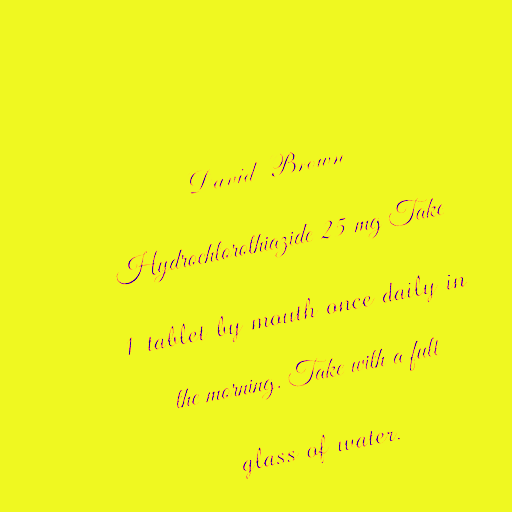 David Brown
Hydrochlorothiazide 25 mg Take
1 tablet by mouth once daily in
the morning. Take with a full
glass of water.